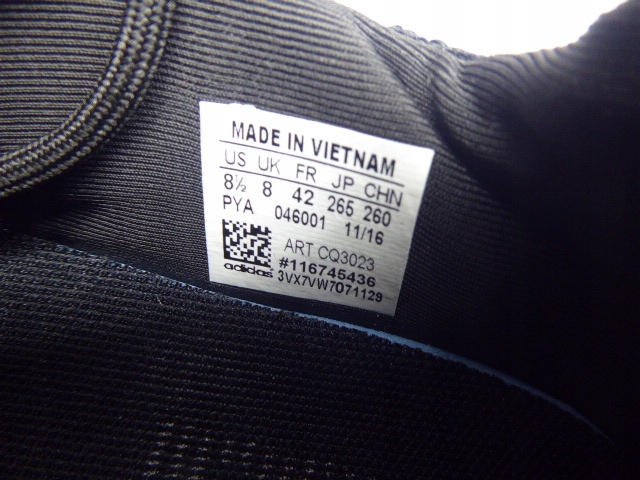 MADE IN VIETNAM
US UK FR JP CHN
8½ 8 42 265 260
PYA 046001 11/16
ART CQ3023
adidas #116745436
3VX7VW7071129